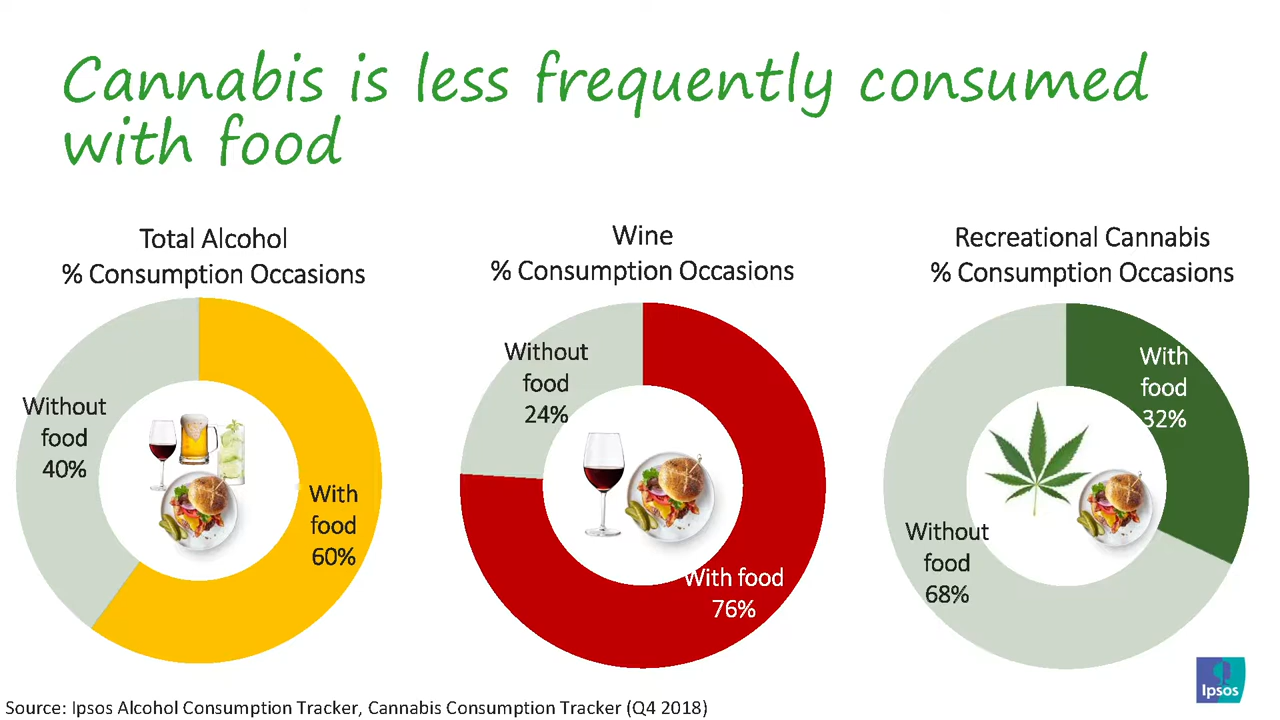 Cannabis is less frequently consumed
with food
Total Alcohol
% Consumption Occasions
Without
food
40%
With
food
60%
Wine
% Consumption Occasions
Without
food
24%
With food
76%
Recreational Cannabis
% Consumption Occasions
With
food
32%
Without
food
68%
Ipsos
Source: Ipsos Alcohol Consumption Tracker, Cannabis Consumption Tracker (Q4 2018)